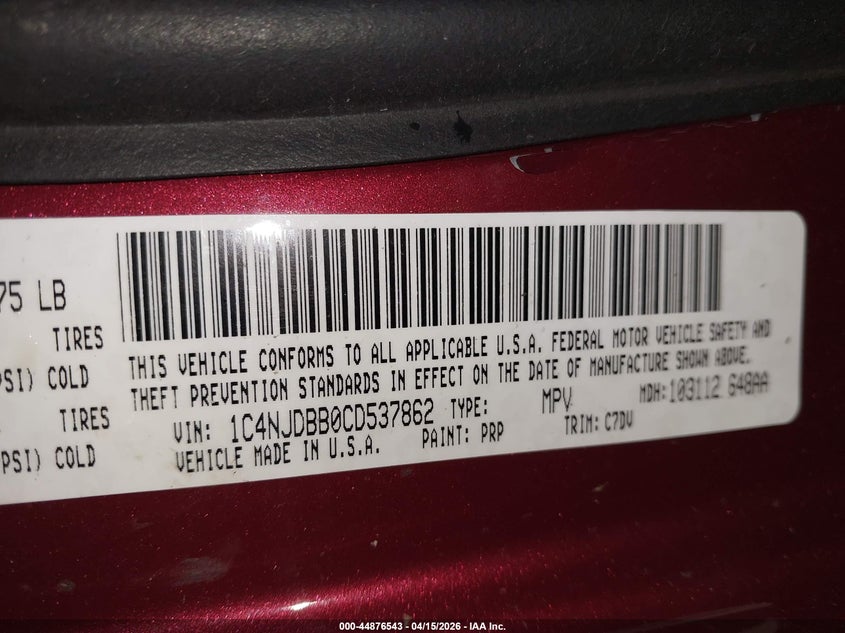 75 LB
TIRES
PSI) COLD
TIRES
PSI) COLD
THIS VEHICLE CONFORMS TO ALL APPLICABLE U.S.A. FEDERAL MOTOR VEHICLE SAFETY AND
THEFT PREVENTION STANDARDS IN EFFECT ON THE DATE OF MANUFACTURE SHOWN ABOVE.
VIN: 1C4NJDBB0CD537862 TYPE: MPV MDH: 103112 648AA
VEHICLE MADE IN U.S.A. PAINT: PRP TRIM: C7DV
000-44876543 - 04/15/2026 - IAA Inc.